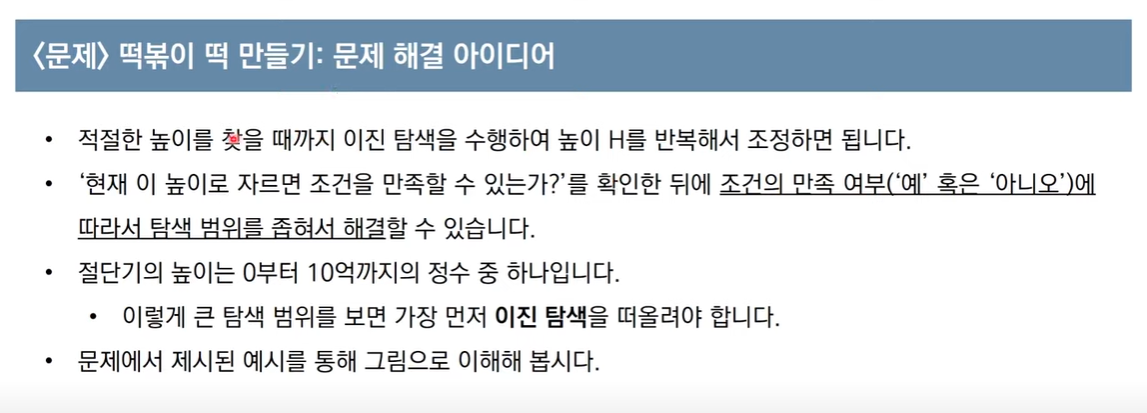 〈문제〉 떡볶이 떡 만들기: 문제 해결 아이디어
• 적절한 높이를 찾을 때까지 이진 탐색을 수행하여 높이 H를 반복해서 조정하면 됩니다.
• ‘현재 이 높이로 자르면 조건을 만족할 수 있는가?’를 확인한 뒤에 조건의 만족 여부(‘예’ 혹은 ‘아니오’)에
따라서 탐색 범위를 좁혀서 해결할 수 있습니다.
• 절단기의 높이는 0부터 10억까지의 정수 중 하나입니다.
• 이렇게 큰 탐색 범위를 보면 가장 먼저 이진 탐색을 떠올려야 합니다.
• 문제에서 제시된 예시를 통해 그림으로 이해해 봅시다.